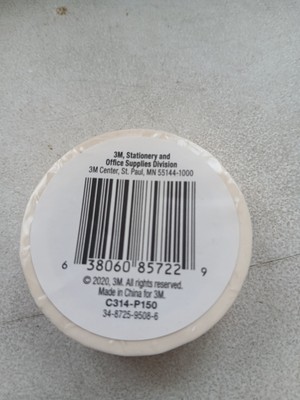 3M, Stationery and
Office Supplies Division
3M Center, St. Paul, MN 55144-1000
6 38060 85722 9
© 2020, 3M. All rights reserved.
Made in China for 3M.
C314-P150
34-8725-9508-6